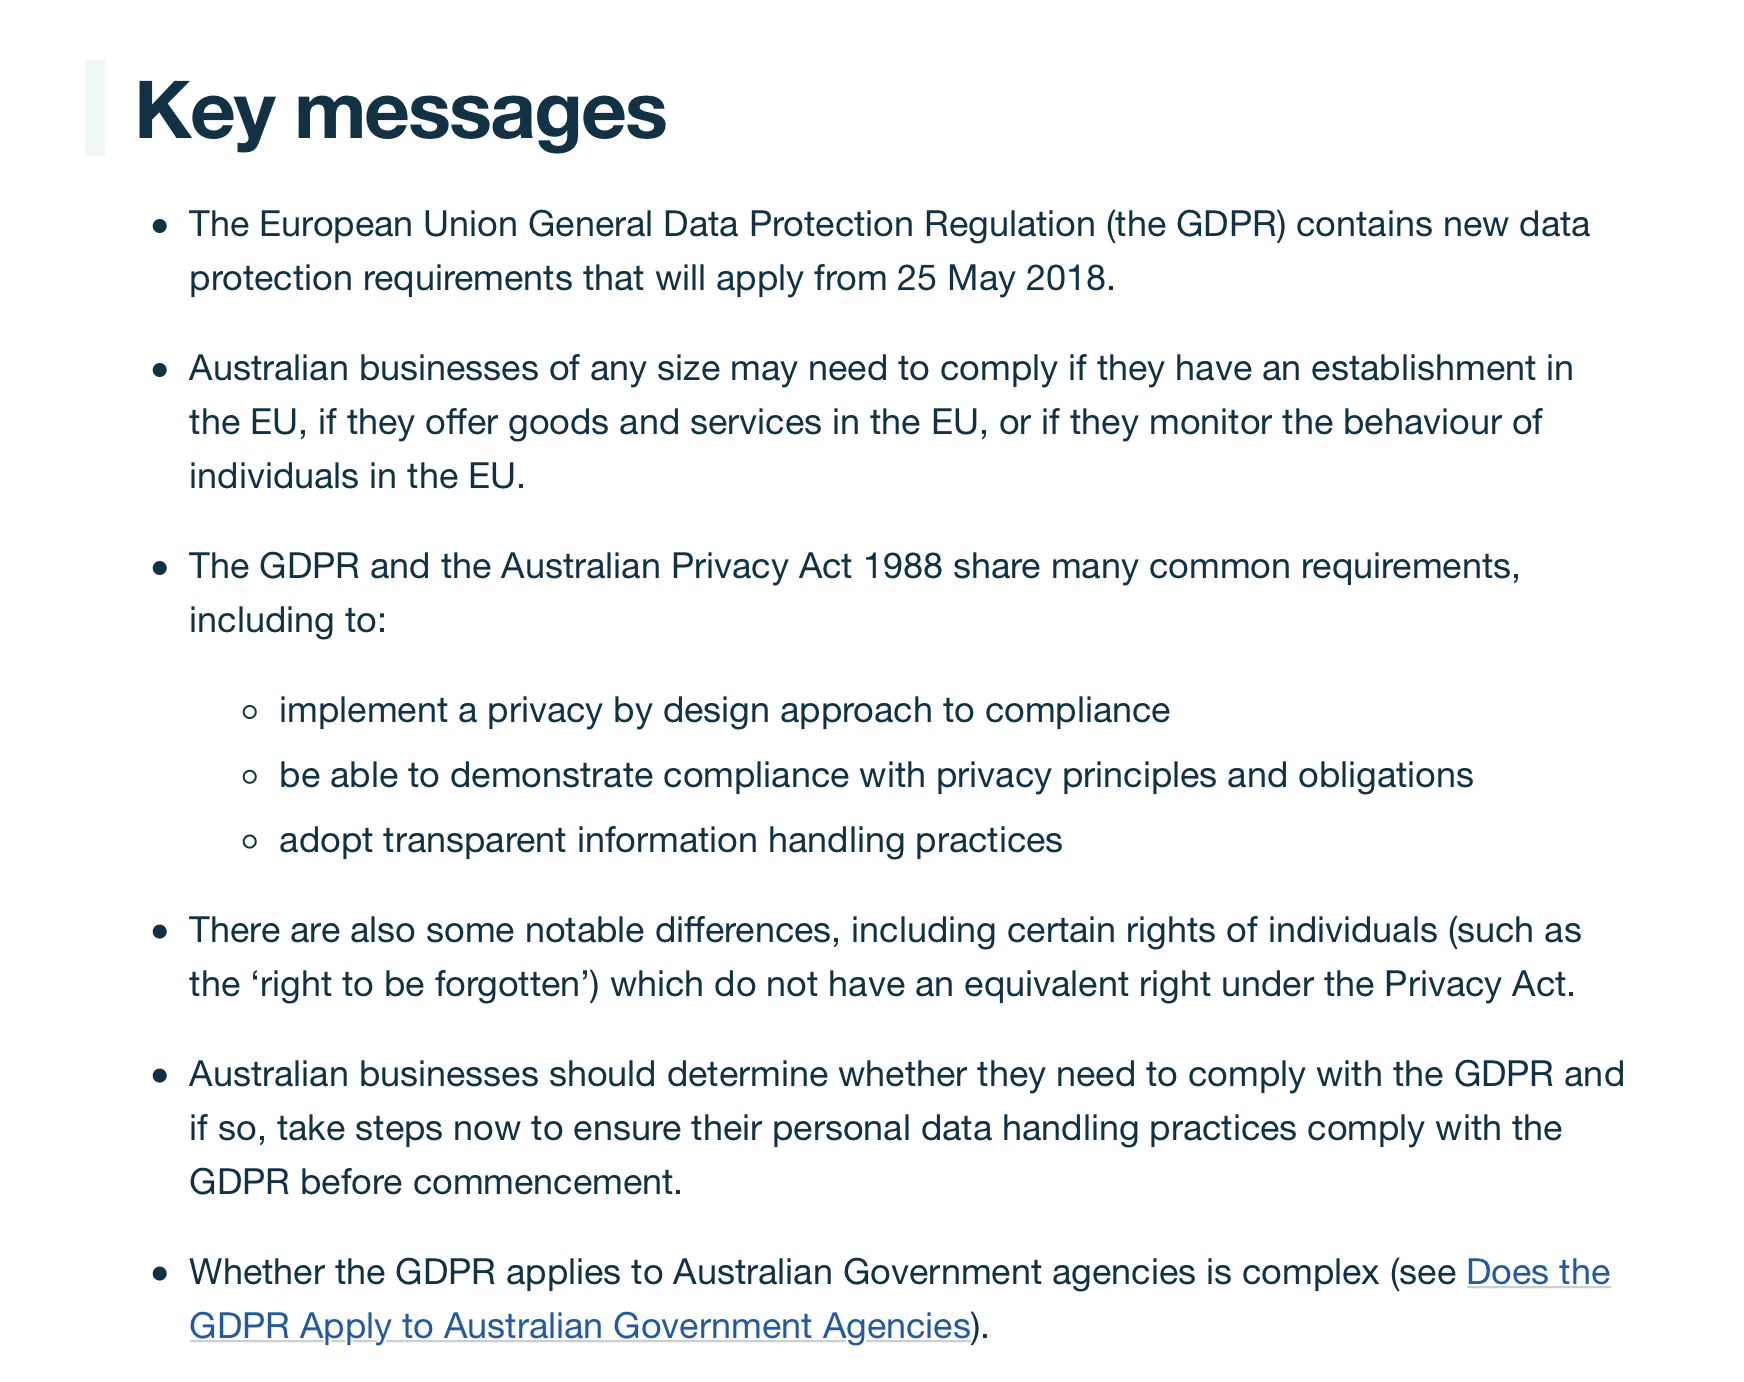 Key messages
• The European Union General Data Protection Regulation (the GDPR) contains new data
protection requirements that will apply from 25 May 2018.
• Australian businesses of any size may need to comply if they have an establishment in
the EU, if they offer goods and services in the EU, or if they monitor the behaviour of
individuals in the EU.
• The GDPR and the Australian Privacy Act 1988 share many common requirements,
including to:
◦ implement a privacy by design approach to compliance
◦ be able to demonstrate compliance with privacy principles and obligations
◦ adopt transparent information handling practices
• There are also some notable differences, including certain rights of individuals (such as
the ‘right to be forgotten’) which do not have an equivalent right under the Privacy Act.
• Australian businesses should determine whether they need to comply with the GDPR and
if so, take steps now to ensure their personal data handling practices comply with the
GDPR before commencement.
• Whether the GDPR applies to Australian Government agencies is complex (see Does the
GDPR Apply to Australian Government Agencies).